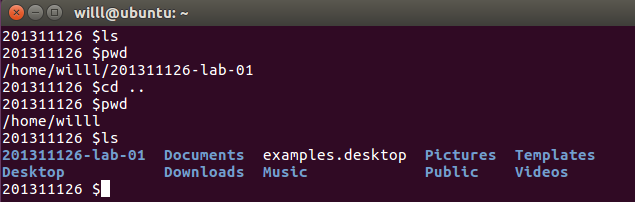 willl@ubuntu: ~
201311126 $ls
201311126 $pwd
/home/willl/201311126-lab-01
201311126 $cd ..
201311126 $pwd
/home/willl
201311126 $ls
201311126-lab-01  Documents  examples.desktop  Pictures  Templates
Desktop  Downloads  Music  Public  Videos
201311126 $